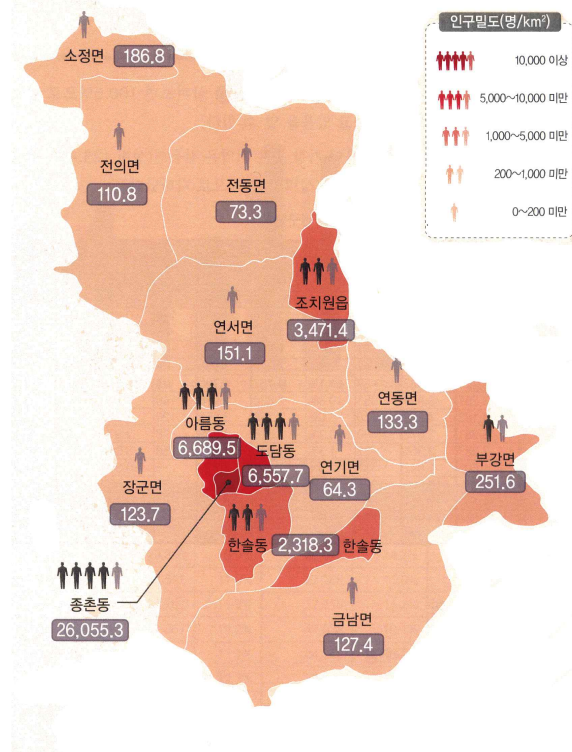 인구밀도(명/km²)
10,000 이상
5,000~10,000 미만
1,000~5,000 미만
200~1,000 미만
0~200 미만
소정면
186.8
전의면
110.8
전동면
73.3
조치원읍
3,471.4
연서면
151.1
연동면
133.3
아름동
6,689.5
도담동
6,557.7
연기면
64.3
부강면
251.6
장군면
123.7
한솔동 2,318.3 한솔동
종촌동
26,055.3
금남면
127.4